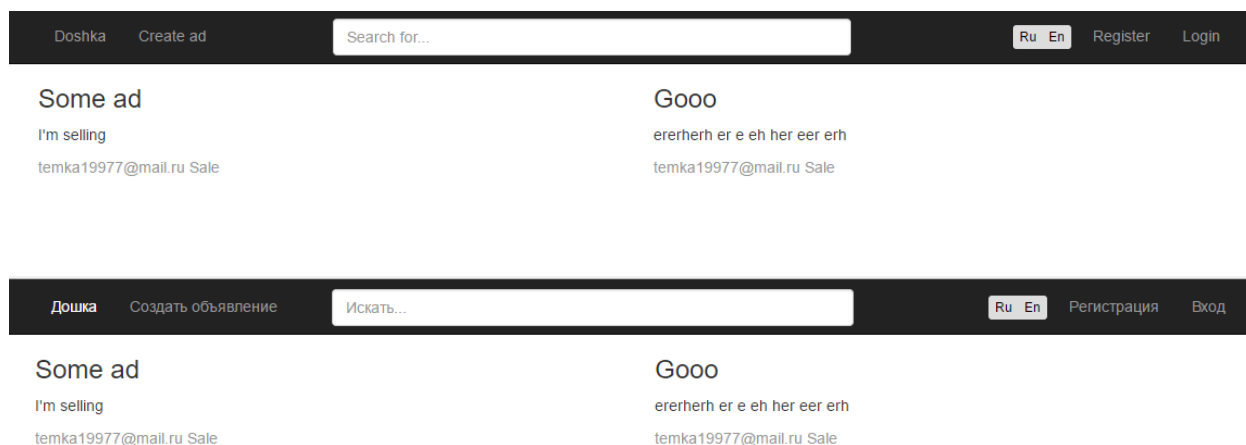 Doshka Create ad Search for... Ru En Register Login
Some ad Gooo
I'm selling ererherh er e eh her eer erh
temka19977@mail.ru Sale temka19977@mail.ru Sale
Дошка Создать объявление Искать... Ru En Регистрация Вход
Some ad Gooo
I'm selling ererherh er e eh her eer erh
temka19977@mail.ru Sale temka19977@mail.ru Sale